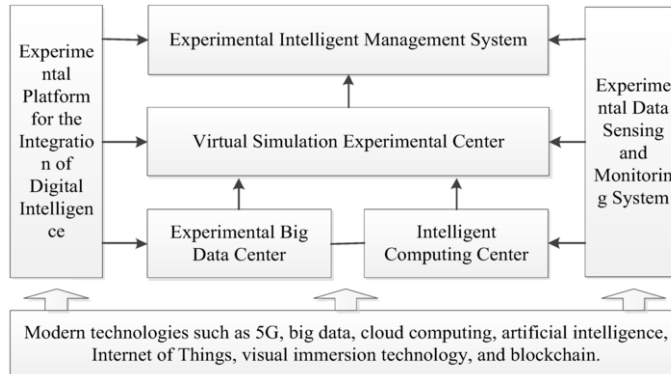 Experime
ntal
Platform
for the
Integratio
n of
Digital
Intelligen
ce
Experimental Intelligent Management System
Virtual Simulation Experimental Center
Experimental Big
Data Center
Intelligent
Computing Center
Experime
ntal Data
Sensing
and
Monitorin
g System
Modern technologies such as 5G, big data, cloud computing, artificial intelligence,
Internet of Things, visual immersion technology, and blockchain.